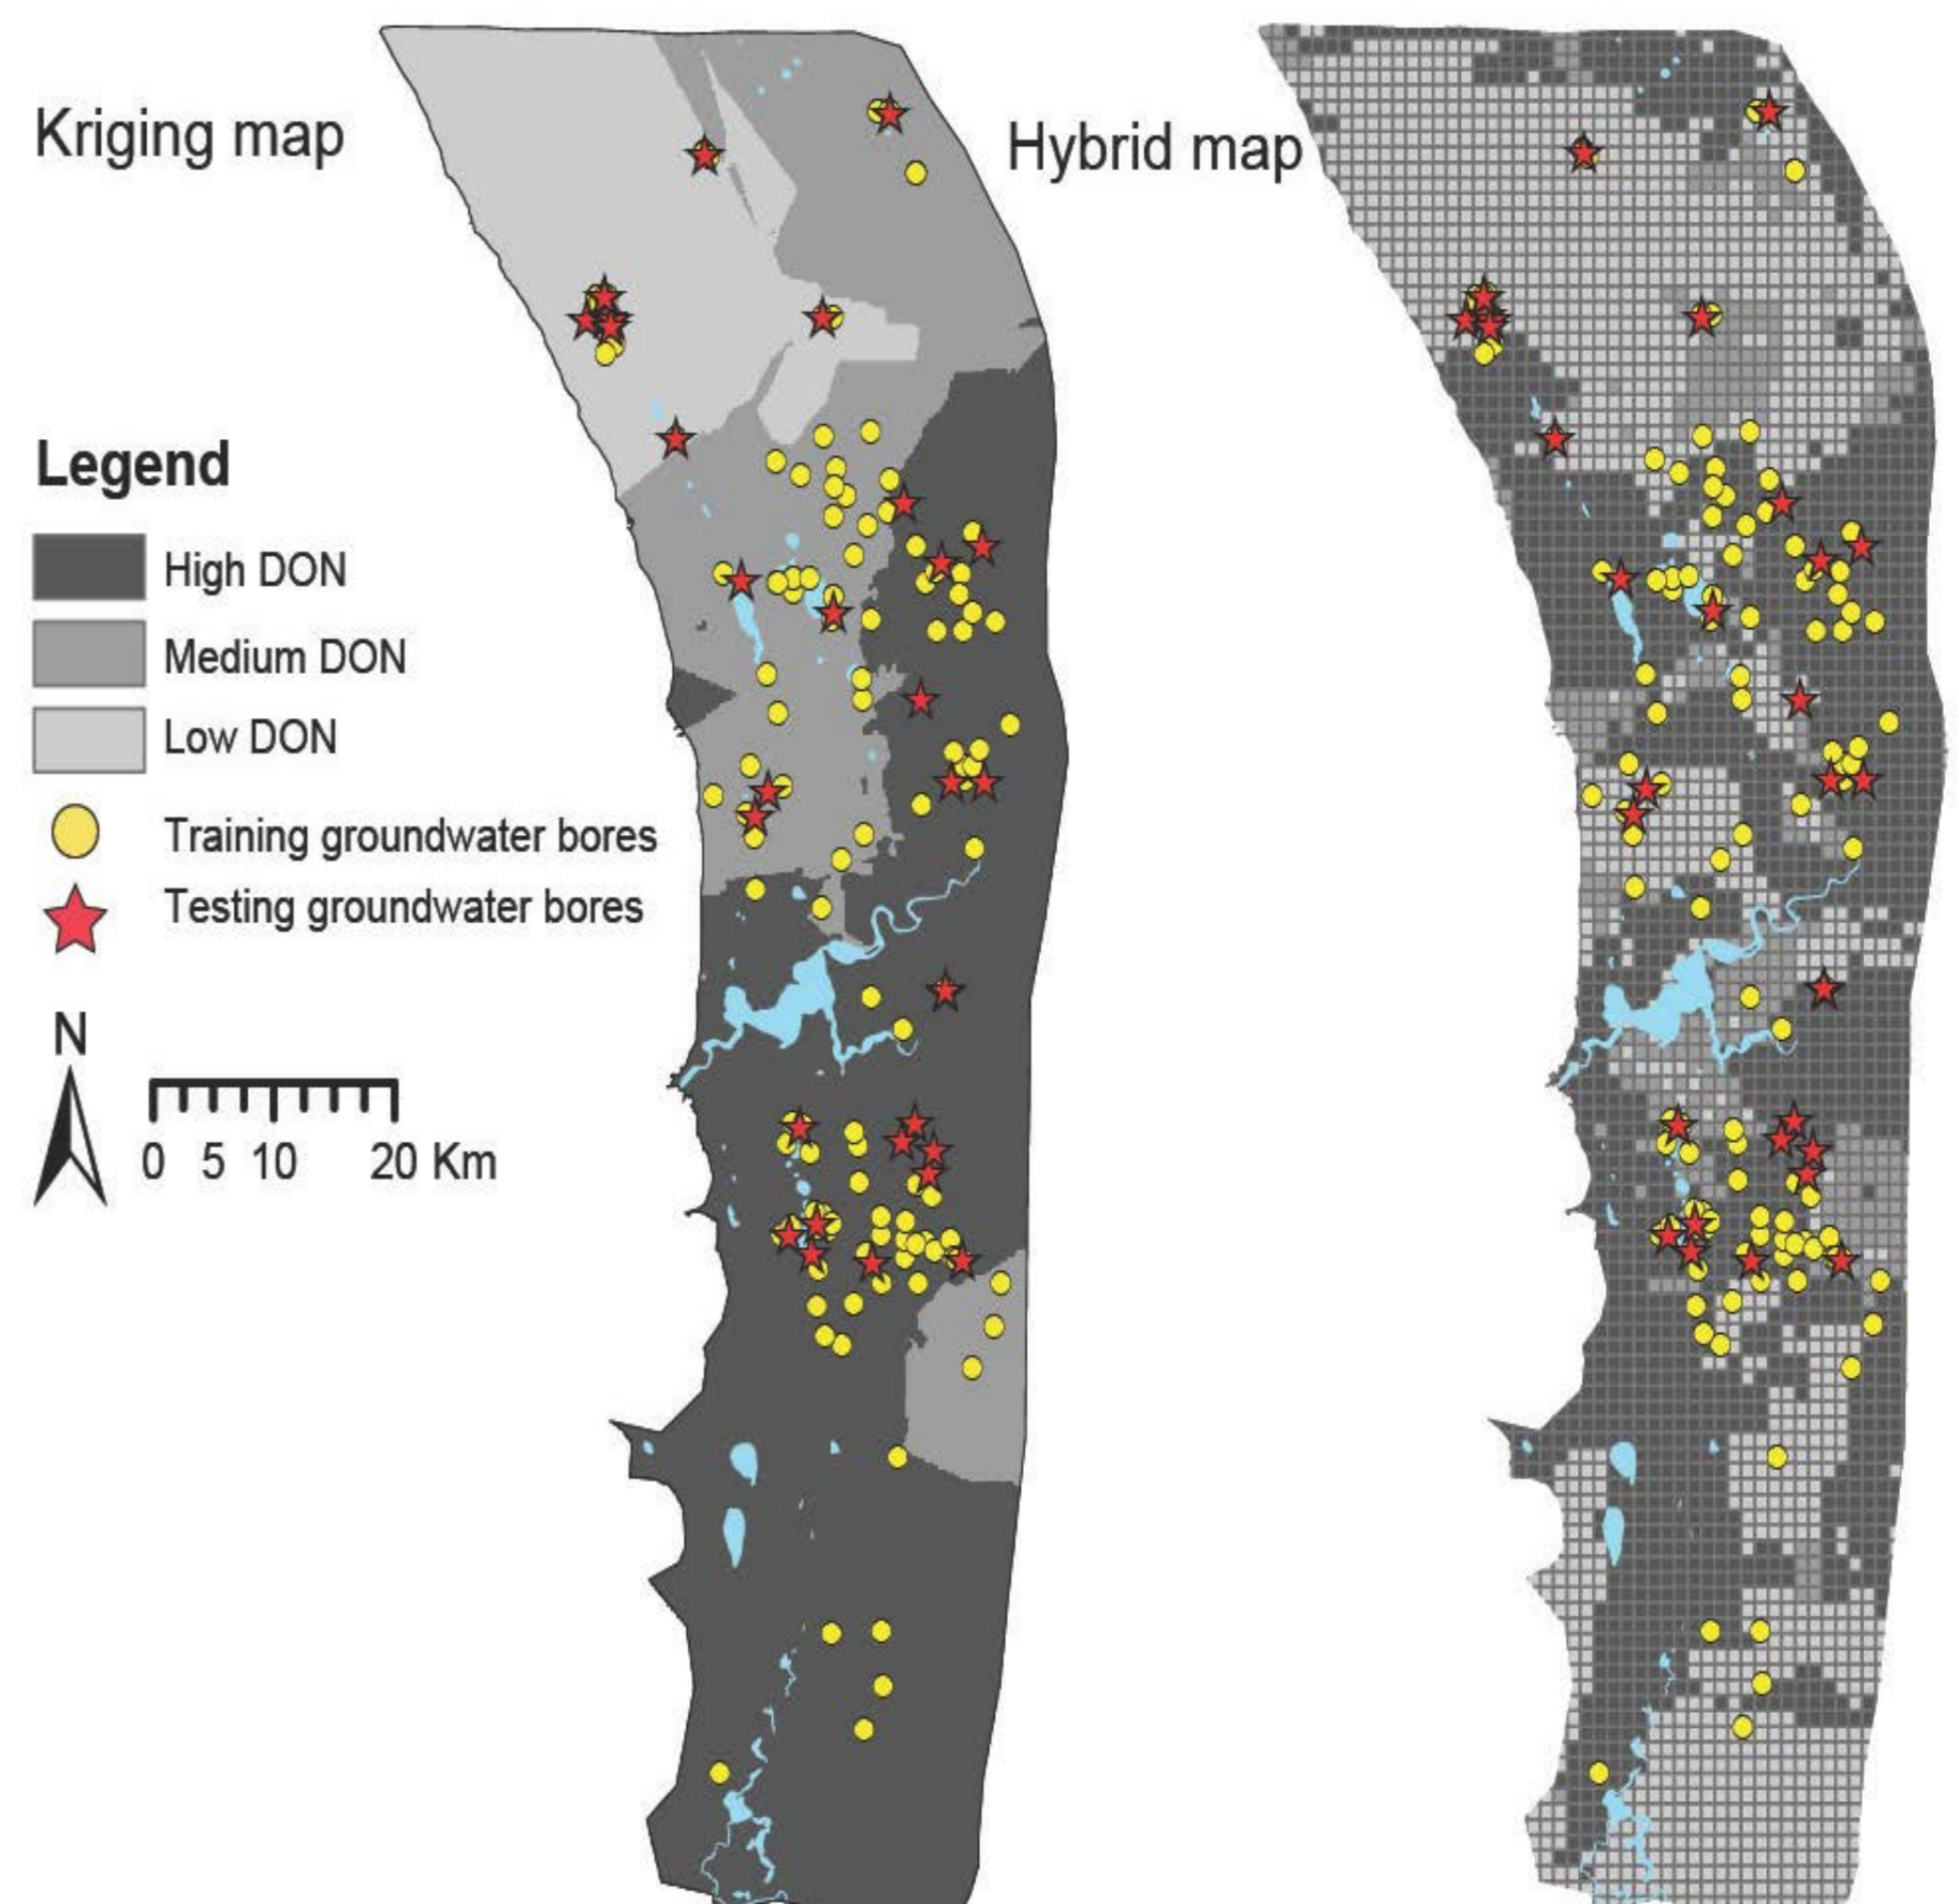 Kriging map
Hybrid map
Legend
High DON
Medium DON
Low DON
Training groundwater bores
Testing groundwater bores
N
0 5 10 20 Km